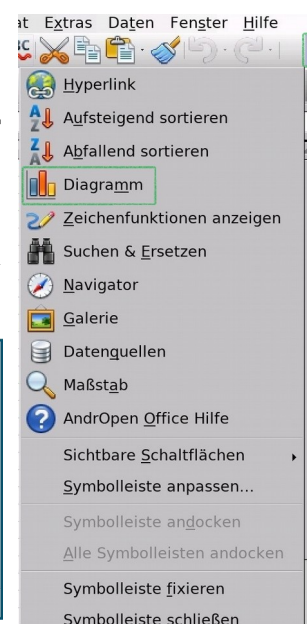 at Extras Daten Fenster Hilfe
Hyperlink
Aufsteigend sortieren
Abfallend sortieren
Diagramm
Zeichenfunktionen anzeigen
Suchen & Ersetzen
Navigator
Galerie
Datenquellen
Maßstab
AndrOpen Office Hilfe
Sichtbare Schaltflächen
Symbolleiste anpassen...
Symbolleiste andocken
Alle Symbolleisten andocken
Symbolleiste fixieren
Symbolleiste schließen